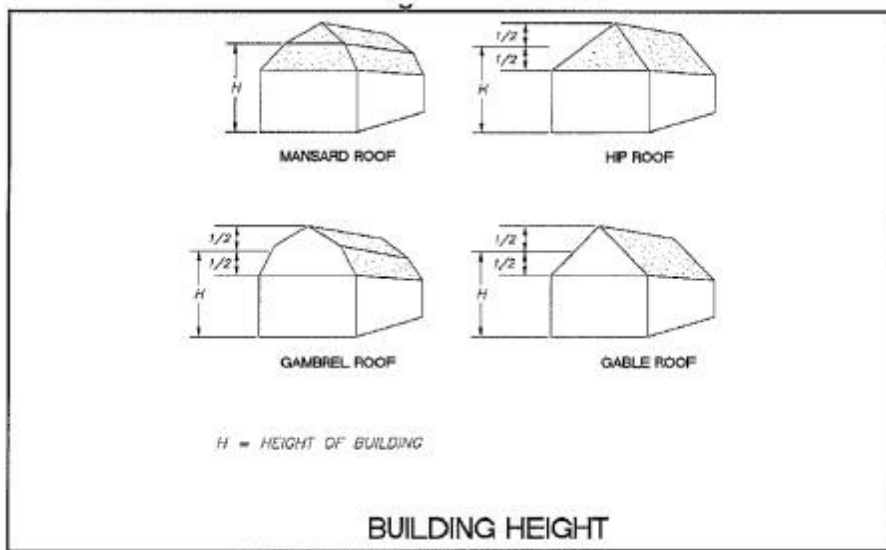 1/2
1/2
H
H
MANSARD ROOF
HIP ROOF
1/2
1/2
1/2
1/2
H
H
GAMBREL ROOF
GABLE ROOF
H = HEIGHT OF BUILDING
BUILDING HEIGHT